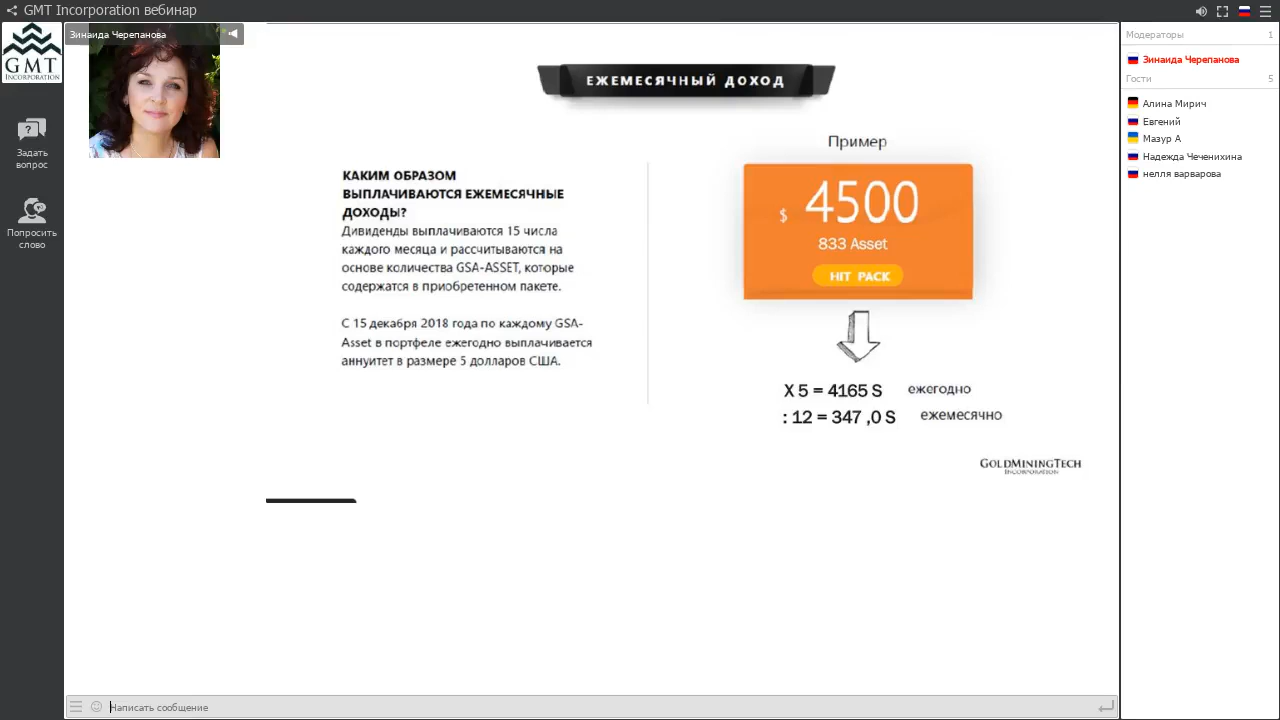 GMT Incorporation вебинар
Зинаида Черепанова
GMT
INCORPORATION
Задать
вопрос
Попросить
слово
ЕЖЕМЕСЯЧНЫЙ ДОХОД
КАКИМ ОБРАЗОМ
ВЫПЛАЧИВАЮТСЯ ЕЖЕМЕСЯЧНЫЕ
ДОХОДЫ?
Дивиденды выплачиваются 15 числа
каждого месяца и рассчитываются на
основе количества GSA-ASSET, которые
содержатся в приобретенном пакете.
С 15 декабря 2018 года по каждому GSA-
Asset в портфеле ежегодно выплачивается
аннуитет в размере 5 долларов США.
Пример
$ 4500
833 Asset
HIT PACK
X 5 = 4165 S ежегодно
: 12 = 347 ,0 S ежемесячно
GOLDMININGTECH
INCORPORATION
Модераторы 1
Зинаида Черепанова
Гости 5
Алина Мирич
Евгений
Мазур А
Надежда Чеченихина
нелля варварова
Написать сообщение